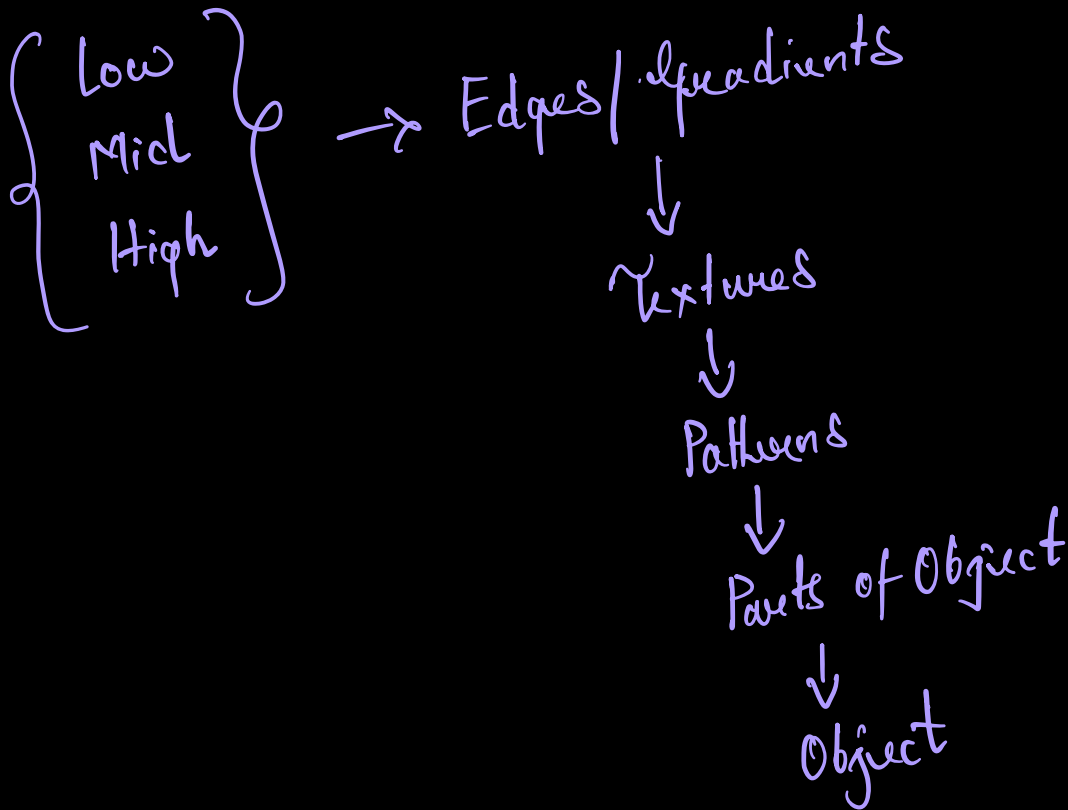 Low
Mid
High
→ Edges/Gradients
↓
Textures
↓
Patterns
↓
Parts of Object
↓
Object